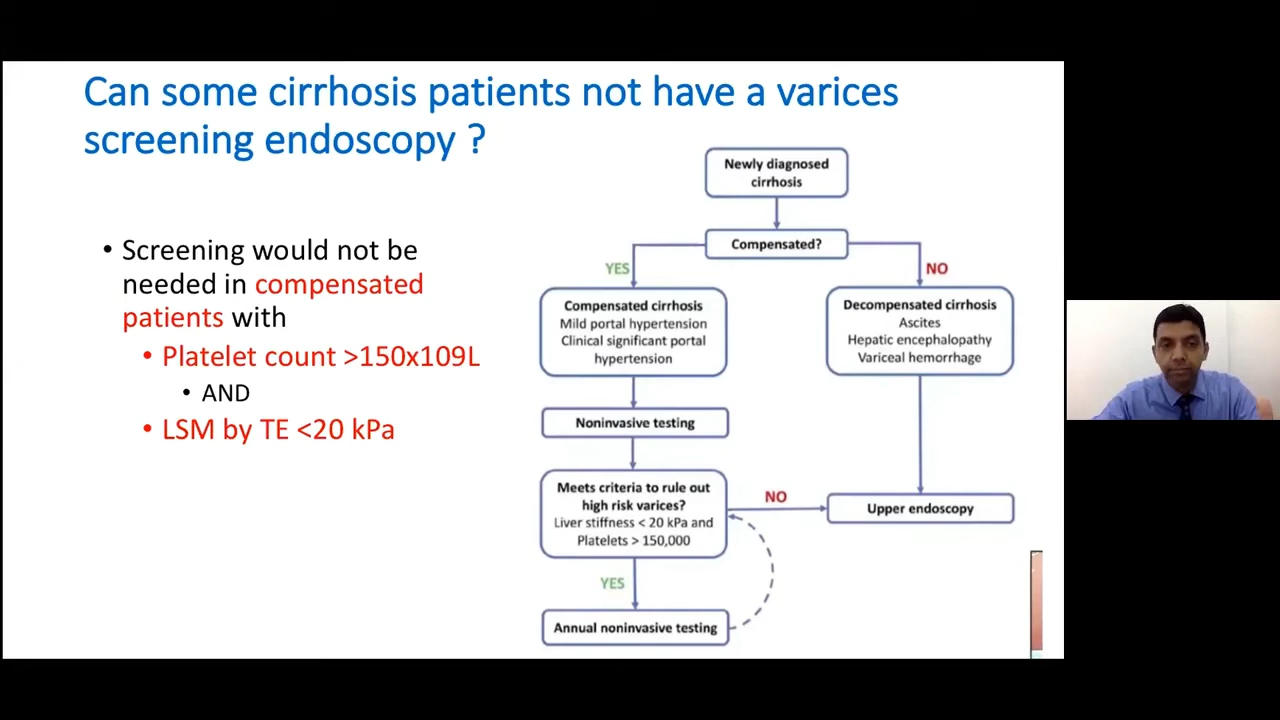 Can some cirrhosis patients not have a varices
screening endoscopy ?
• Screening would not be
needed in compensated
patients with
• Platelet count >150x109L
• AND
• LSM by TE <20 kPa
Newly diagnosed
cirrhosis
Compensated?
YES
NO
Compensated cirrhosis
Mild portal hypertension
Clinical significant portal
hypertension
Decompensated cirrhosis
Ascites
Hepatic encephalopathy
Variceal hemorrhage
Noninvasive testing
Meets criteria to rule out
high risk varices?
Liver stiffness < 20 kPa and
Platelets > 150,000
NO
Upper endoscopy
YES
Annual noninvasive testing